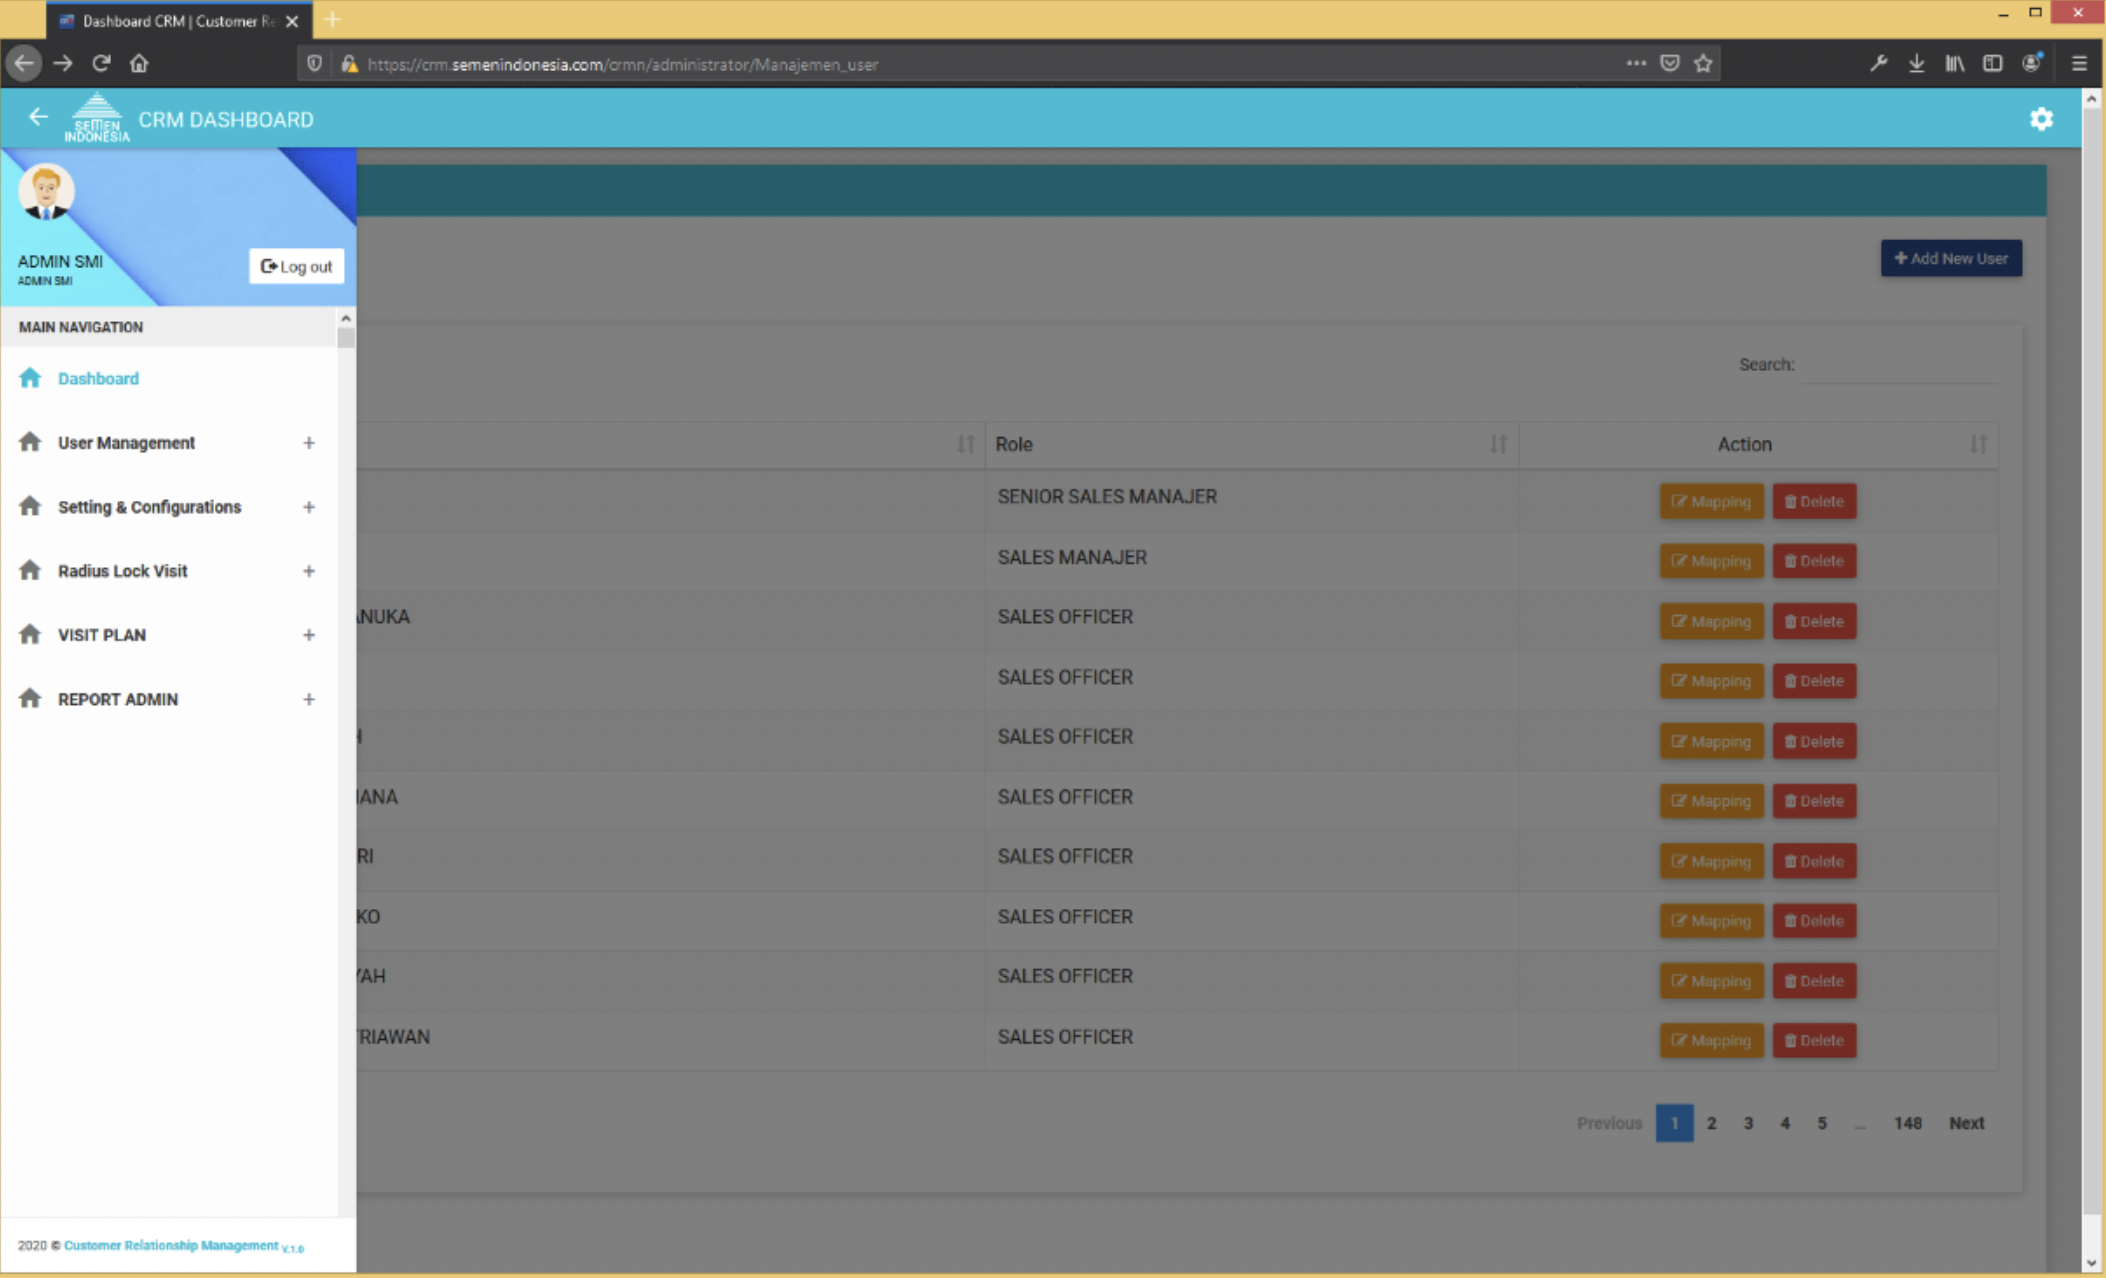 Dashboard CRM | Customer Re
https://crm.semenindonesia.com/crmn/administrator/Manajemen_user
SEMEN
INDONESIA
CRM DASHBOARD
ADMIN SMI
ADMIN SMI
Log out
+ Add New User
MAIN NAVIGATION
Search:
Dashboard
User Management +
Role Action
Setting & Configurations +
SENIOR SALES MANAJER Mapping Delete
Radius Lock Visit +
SALES MANAJER Mapping Delete
VISIT PLAN +
ANUKA SALES OFFICER Mapping Delete
REPORT ADMIN +
SALES OFFICER Mapping Delete
H SALES OFFICER Mapping Delete
IANA SALES OFFICER Mapping Delete
RI SALES OFFICER Mapping Delete
KO SALES OFFICER Mapping Delete
YAH SALES OFFICER Mapping Delete
TRIAWAN SALES OFFICER Mapping Delete
Previous 1 2 3 4 5 ... 148 Next
2020 © Customer Relationship Management V.1.0